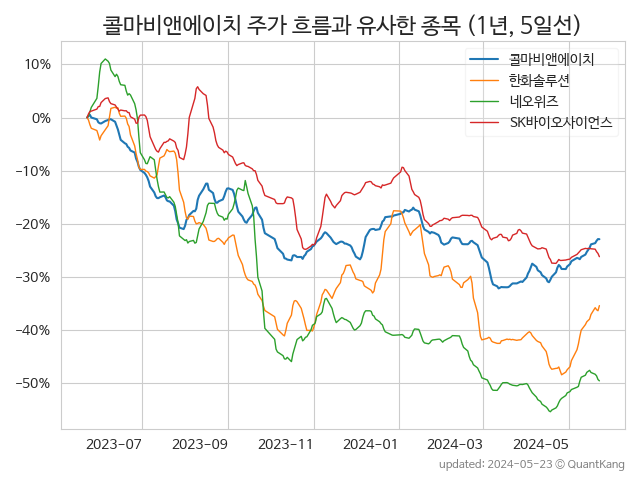 콜마비앤에이치 주가 흐름과 유사한 종목 (1년, 5일선)
콜마비앤에이치
한화솔루션
네오위즈
SK바이오사이언스
10%
0%
−10%
−20%
−30%
−40%
−50%
2023-07
2023-09
2023-11
2024-01
2024-03
2024-05
updated: 2024-05-23 © QuantKang